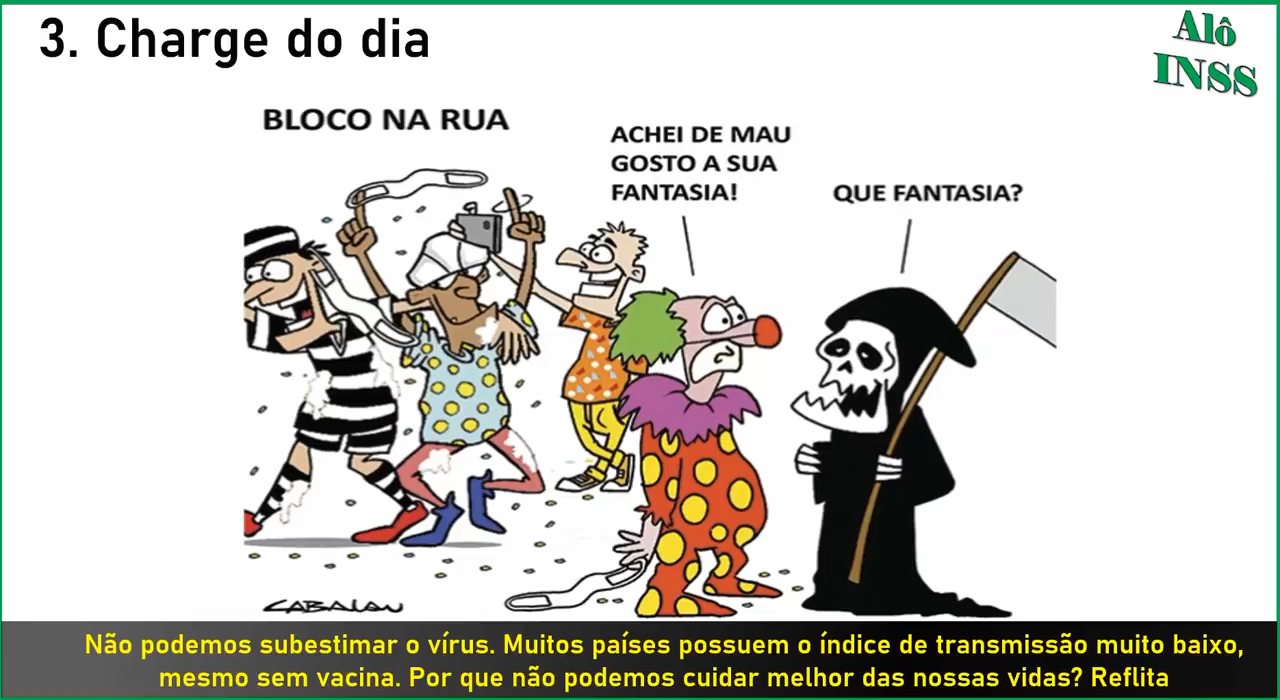 3. Charge do dia
Alô
INSS
BLOCO NA RUA
ACHEI DE MAU
GOSTO A SUA
FANTASIA!
QUE FANTASIA?
CABALAU
Não podemos subestimar o vírus. Muitos países possuem o índice de transmissão muito baixo,
mesmo sem vacina. Por que não podemos cuidar melhor das nossas vidas? Reflita